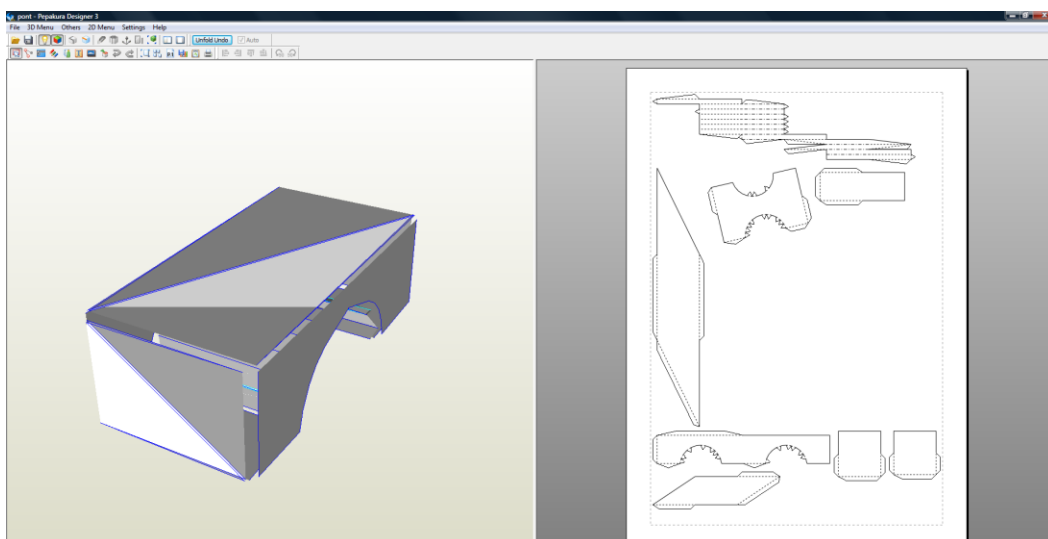 pont - Pepakura Designer 3
File 3D Menu Others 2D Menu Settings Help
Unfold Undo Auto